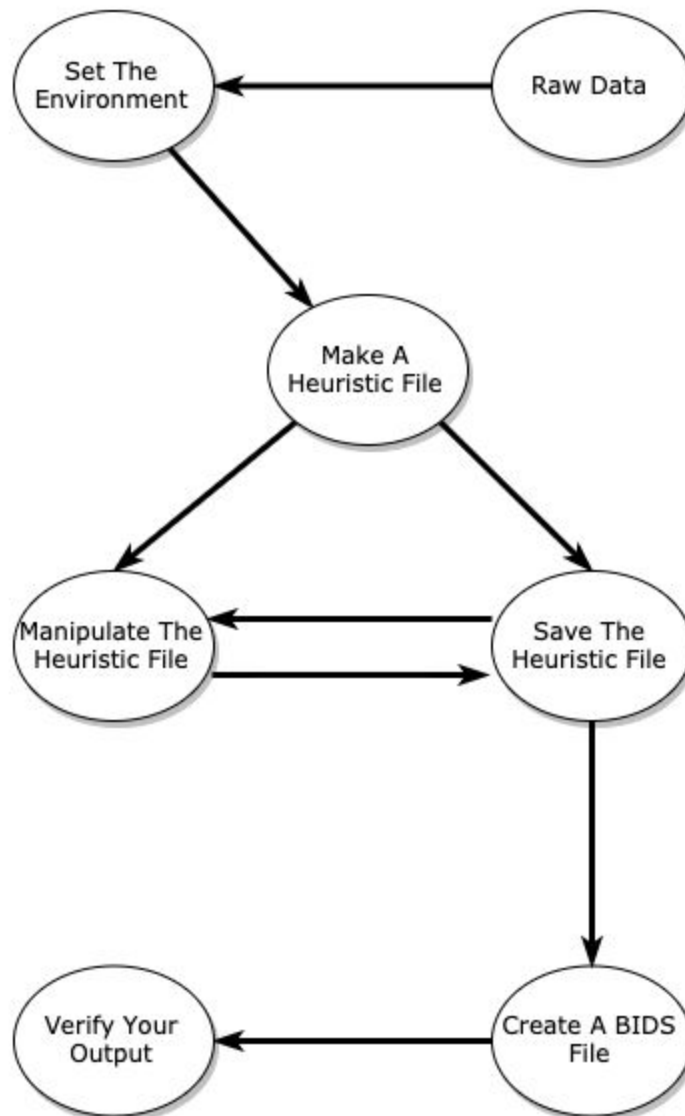 Set The
Environment
Raw Data
Make A
Heuristic File
Manipulate The
Heuristic File
Save The
Heuristic File
Verify Your
Output
Create A BIDS
File